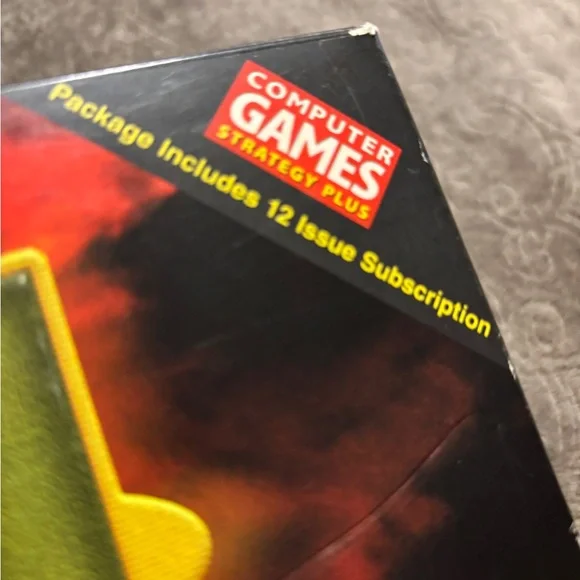 COMPUTER
GAMES
STRATEGY PLUS
Package Includes 12 Issue Subscription